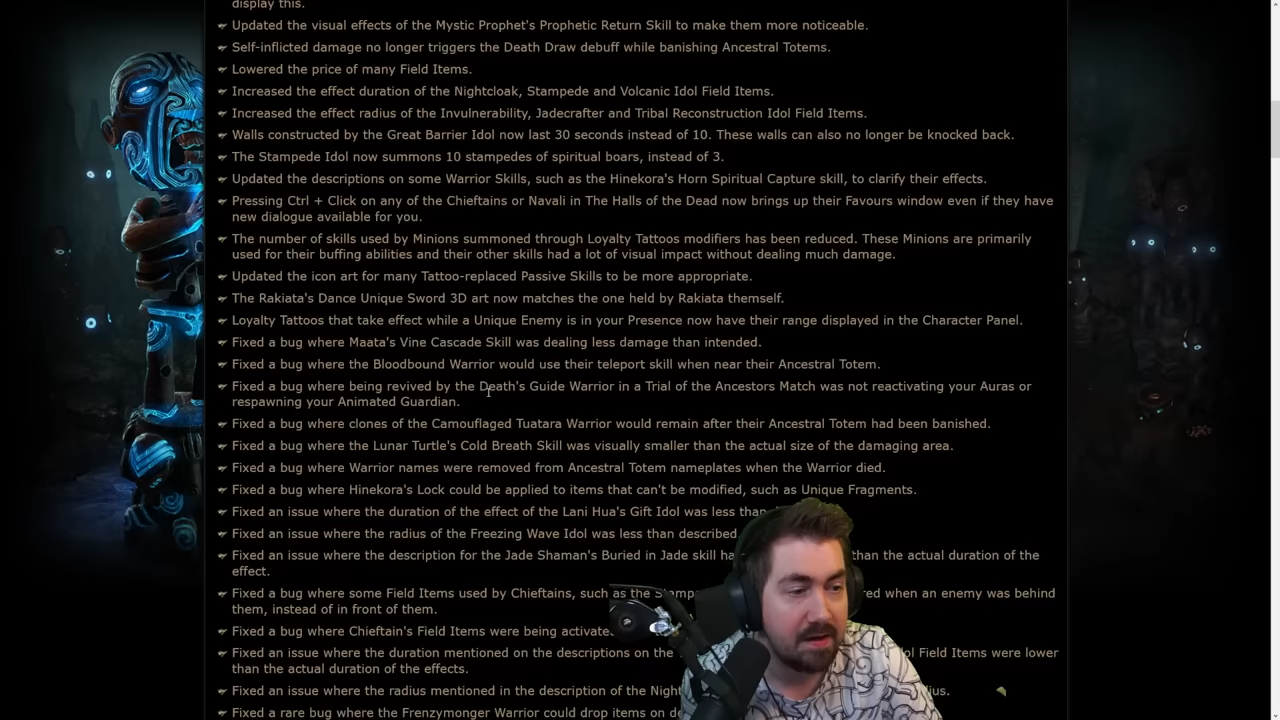 display this.
Updated the visual effects of the Mystic Prophet's Prophetic Return Skill to make them more noticeable.
Self-inflicted damage no longer triggers the Death Draw debuff while banishing Ancestral Totems.
Lowered the price of many Field Items.
Increased the effect duration of the Nightcloak, Stampede and Volcanic Idol Field Items.
Increased the effect radius of the Invulnerability, Jadecrafter and Tribal Reconstruction Idol Field Items.
Walls constructed by the Great Barrier Idol now last 30 seconds instead of 10. These walls can also no longer be knocked back.
The Stampede Idol now summons 10 stampedes of spiritual boars, instead of 3.
Updated the descriptions on some Warrior Skills, such as the Hinekora's Horn Spiritual Capture skill, to clarify their effects.
Pressing Ctrl + Click on any of the Chieftains or Navali in The Halls of the Dead now brings up their Favours window even if they have
new dialogue available for you.
The number of skills used by Minions summoned through Loyalty Tattoos modifiers has been reduced. These Minions are primarily
used for their buffing abilities and their other skills had a lot of visual impact without dealing much damage.
Updated the icon art for many Tattoo-replaced Passive Skills to be more appropriate.
The Rakiata's Dance Unique Sword 3D art now matches the one held by Rakiata themself.
Loyalty Tattoos that take effect while a Unique Enemy is in your Presence now have their range displayed in the Character Panel.
Fixed a bug where Maata's Vine Cascade Skill was dealing less damage than intended.
Fixed a bug where the Bloodbound Warrior would use their teleport skill when near their Ancestral Totem.
Fixed a bug where being revived by the Death's Guide Warrior in a Trial of the Ancestors Match was not reactivating your Auras or
respawning your Animated Guardian.
Fixed a bug where clones of the Camouflaged Tuatara Warrior would remain after their Ancestral Totem had been banished.
Fixed a bug where the Lunar Turtle's Cold Breath Skill was visually smaller than the actual size of the damaging area.
Fixed a bug where Warrior names were removed from Ancestral Totem nameplates when the Warrior died.
Fixed a bug where Hinekora's Lock could be applied to items that can't be modified, such as Unique Fragments.
Fixed an issue where the duration of the effect of the Lani Hua's Gift Idol was less than
Fixed an issue where the radius of the Freezing Wave Idol was less than described.
Fixed an issue where the description for the Jade Shaman's Buried in Jade skill than the actual duration of the
effect.
Fixed a bug where some Field Items used by Chieftains, such as the when an enemy was behind
them, instead of in front of them.
Fixed a bug where Chieftain's Field Items were being
Fixed an issue where the duration mentioned on the descriptions on the Field Items were lower
than the actual duration of the effects.
Fixed an issue where the radius mentioned in the description of the
Fixed a rare bug where the Frenzymonger Warrior could drop items on